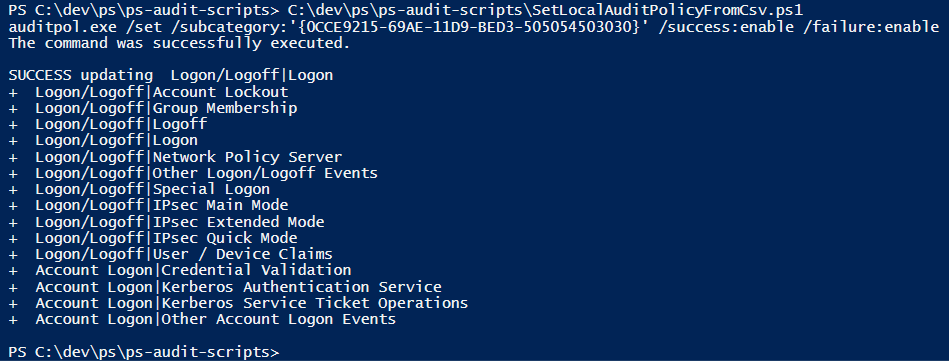 PS C:\dev\ps\ps-audit-scripts> C:\dev\ps\ps-audit-scripts\SetLocalAuditPolicyFromCsv.ps1
auditpol.exe /set /subcategory:'{0CCE9215-69AE-11D9-BED3-505054503030}' /success:enable /failure:enable
The command was successfully executed.

SUCCESS updating  Logon/Logoff|Logon
+  Logon/Logoff|Account Lockout
+  Logon/Logoff|Group Membership
+  Logon/Logoff|Logoff
+  Logon/Logoff|Logon
+  Logon/Logoff|Network Policy Server
+  Logon/Logoff|Other Logon/Logoff Events
+  Logon/Logoff|Special Logon
+  Logon/Logoff|IPsec Main Mode
+  Logon/Logoff|IPsec Extended Mode
+  Logon/Logoff|IPsec Quick Mode
+  Logon/Logoff|User / Device Claims
+  Account Logon|Credential Validation
+  Account Logon|Kerberos Authentication Service
+  Account Logon|Kerberos Service Ticket Operations
+  Account Logon|Other Account Logon Events

PS C:\dev\ps\ps-audit-scripts>